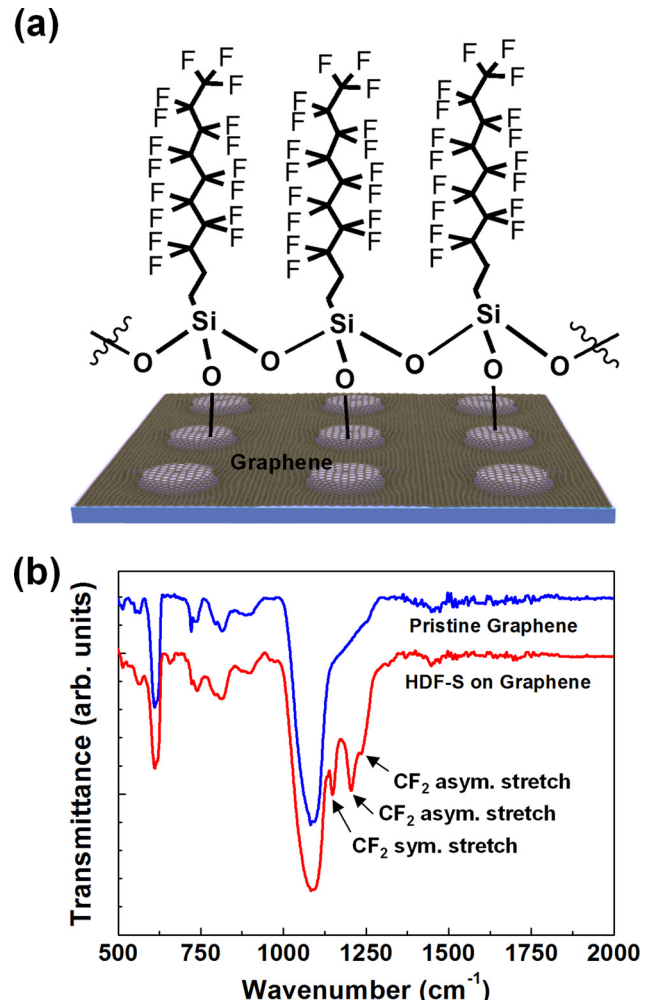 (a)
F F F F F F F F F
F F F F F F
F F F F F F
F F F F F F
F F F F F F
F F F F F F
F F F F F F
F F F F F F
Si Si Si
O O O O
O O O
Graphene
(b)
Transmittance (arb. units)
Pristine Graphene
HDF-S on Graphene
CF₂ asym. stretch
CF₂ asym. stretch
CF₂ sym. stretch
500 750 1000 1250 1500 1750 2000
Wavenumber (cm⁻¹)